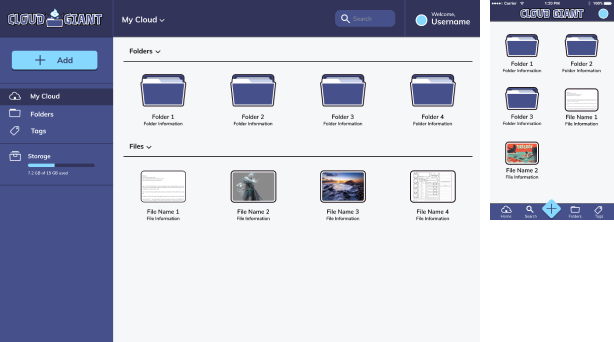 CLOUD GIANT
My Cloud
Search
Welcome,
Username
Add
My Cloud
Folders
Tags
Storage
7.2 GB of 15 GB used
Folders
Folder 1
Folder Information
Folder 2
Folder Information
Folder 3
Folder Information
Folder 4
Folder Information
Files
File Name 1
File Information
File Name 2
File Information
File Name 3
File Information
File Name 4
File Information
Carrier
1:20 PM
100%
CLOUD GIANT
Folder 1
Folder Information
Folder 2
Folder Information
Folder 3
Folder Information
File Name 1
File Information
File Name 2
File Information
Home
Search
Folders
Tags